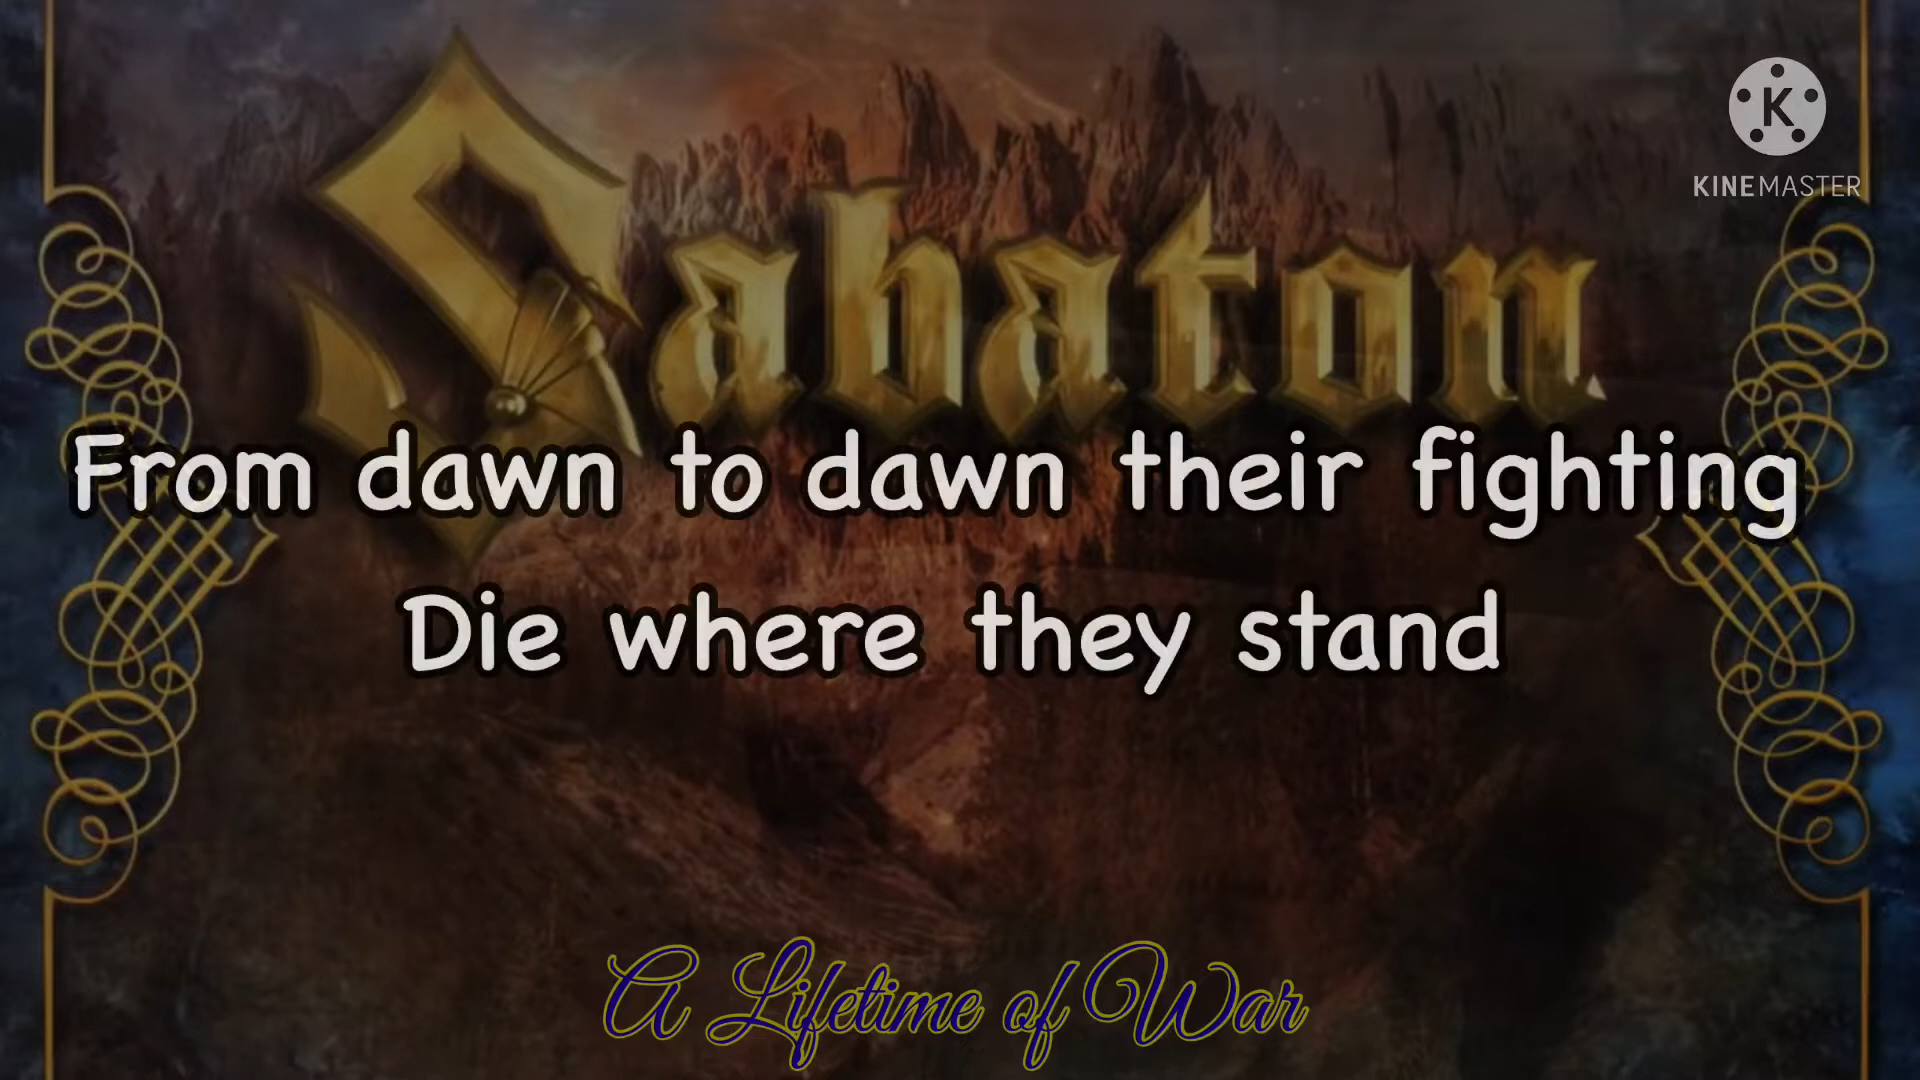 Sabaton
K
KINEMASTER
From dawn to dawn their fighting
Die where they stand
A Lifetime of War